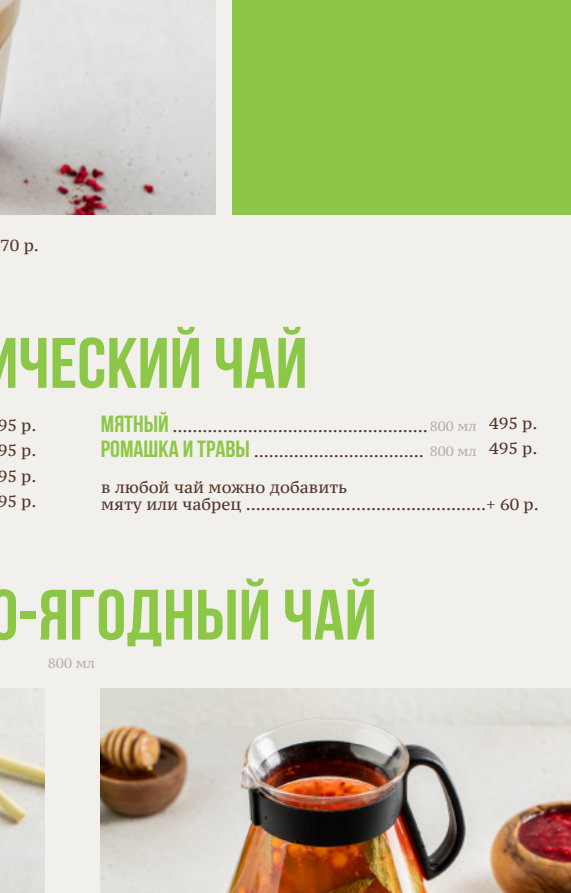 70 р.
ИЧЕСКИЙ ЧАЙ
95 р.
95 р.
95 р.
95 р.
МЯТНЫЙ ........ 800 мл 495 р.
РОМАШКА И ТРАВЫ ........ 800 мл 495 р.
в любой чай можно добавить
мяту или чабрец ........+ 60 р.
О-ЯГОДНЫЙ ЧАЙ
800 мл